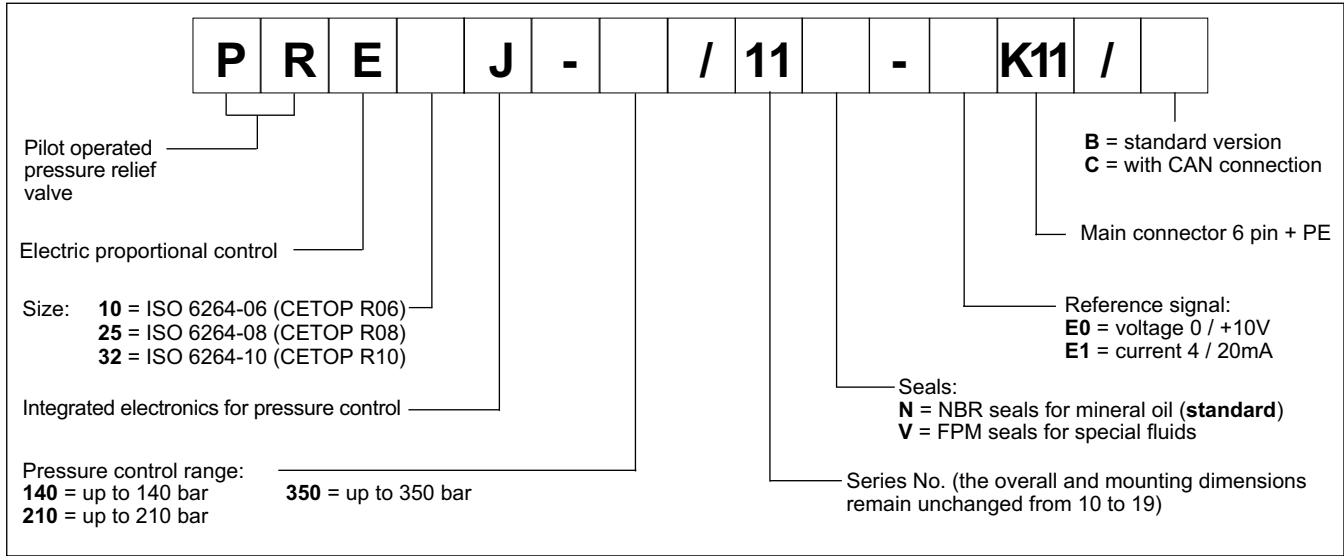 P R E J - / 11 - K11 /
Pilot operated
pressure relief
valve
B = standard version
C = with CAN connection
Main connector 6 pin + PE
Electric proportional control
Size: 10 = ISO 6264-06 (CETOP R06)
25 = ISO 6264-08 (CETOP R08)
32 = ISO 6264-10 (CETOP R10)
Reference signal:
E0 = voltage 0 / +10V
E1 = current 4 / 20mA
Integrated electronics for pressure control
Seals:
N = NBR seals for mineral oil (standard)
V = FPM seals for special fluids
Pressure control range:
140 = up to 140 bar
350 = up to 350 bar
210 = up to 210 bar
Series No. (the overall and mounting dimensions
remain unchanged from 10 to 19)